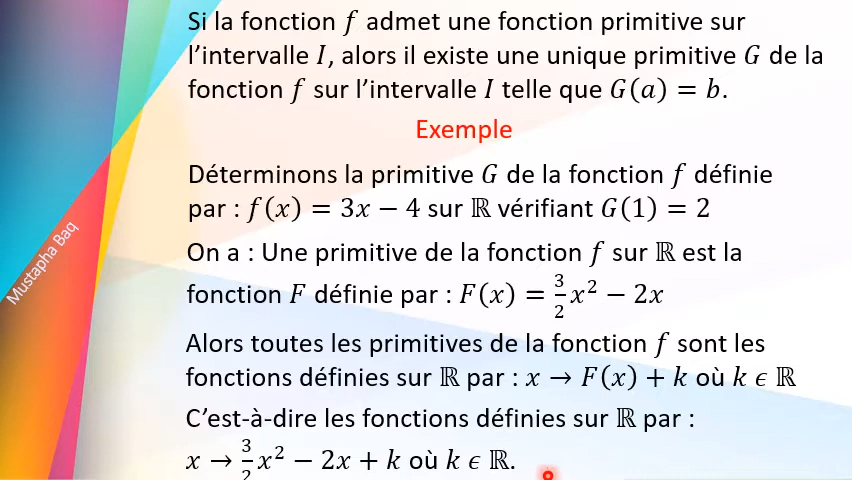 Si la fonction f admet une fonction primitive sur
l'intervalle I, alors il existe une unique primitive G de la
fonction f sur l'intervalle I telle que G(a) = b.
Exemple
Déterminons la primitive G de la fonction f définie
par : f(x) = 3x − 4 sur ℝ vérifiant G(1) = 2
On a : Une primitive de la fonction f sur ℝ est la
fonction F définie par : F(x) = 3/2 x² − 2x
Alors toutes les primitives de la fonction f sont les
fonctions définies sur ℝ par : x → F(x) + k où k ϵ ℝ
C'est-à-dire les fonctions définies sur ℝ par :
x → 3/2 x² − 2x + k où k ϵ ℝ.
Mustapha Baq